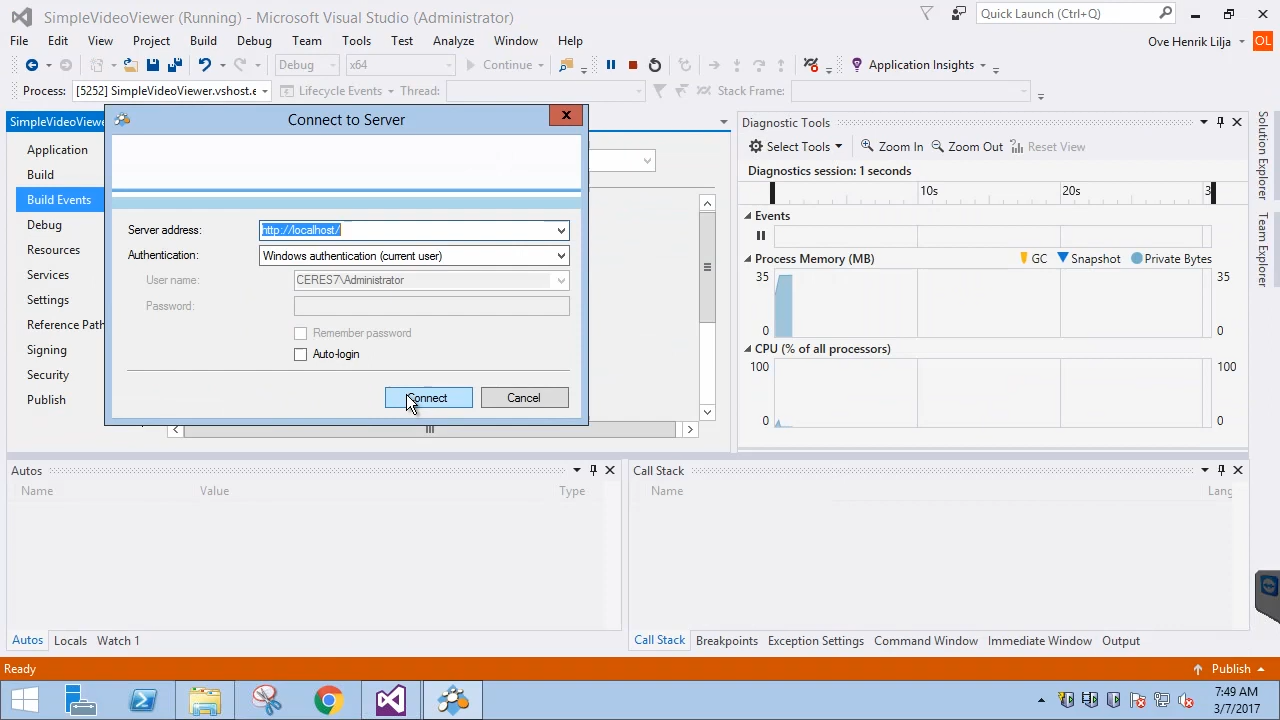 SimpleVideoViewer (Running) - Microsoft Visual Studio (Administrator)
Quick Launch (Ctrl+Q)
File Edit View Project Build Debug Team Tools Test Analyze Window Help
Ove Henrik Lilja
OL
Debug x64 Continue Application Insights
Process: [5252] SimpleVideoViewer.vshost.e Lifecycle Events Thread: Stack Frame:
SimpleVideoViewe
Connect to Server
Diagnostic Tools
Application
Build
Build Events
Debug
Resources
Services
Settings
Reference Path
Signing
Security
Publish
Server address: http://localhost/
Authentication: Windows authentication (current user)
User name: CERES7\Administrator
Password:
Remember password
Auto-login
Connect Cancel
Select Tools Zoom In Zoom Out Reset View
Diagnostics session: 1 seconds
10s 20s 3
Events
Process Memory (MB) GC Snapshot Private Bytes
35 35
0 0
CPU (% of all processors)
100 100
0 0
Solution Explorer
Team Explorer
Autos
Name Value Type
Call Stack
Name Lang
Autos Locals Watch 1
Call Stack Breakpoints Exception Settings Command Window Immediate Window Output
Ready
Publish
7:49 AM
3/7/2017